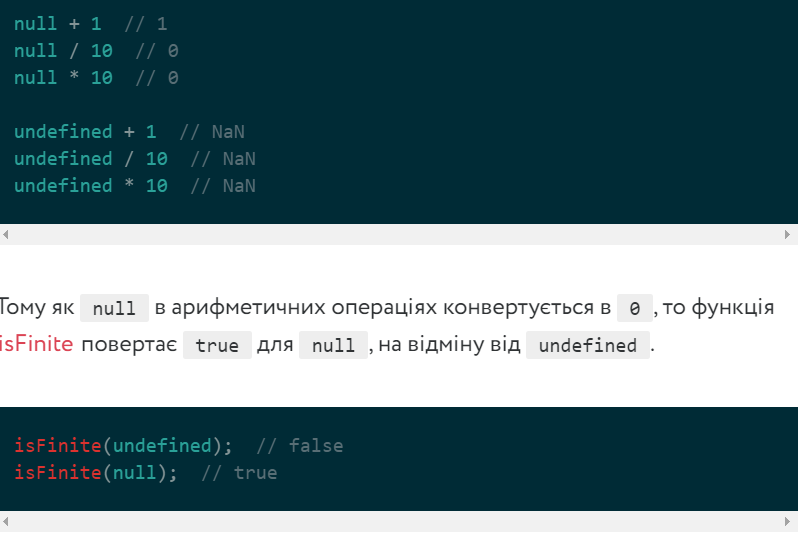 null + 1  // 1
null / 10  // 0
null * 10  // 0
undefined + 1  // NaN
undefined / 10  // NaN
undefined * 10  // NaN
Тому як null в арифметичних операціях конвертується в 0, то функція
isFinite повертає true для null, на відміну від undefined.
isFinite(undefined);  // false
isFinite(null);  // true